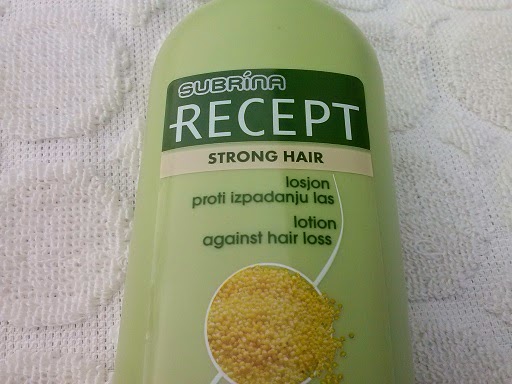 SUBRÍNA
RECEPT
STRONG HAIR
losjon
proti izpadanju las
lotion
against hair loss